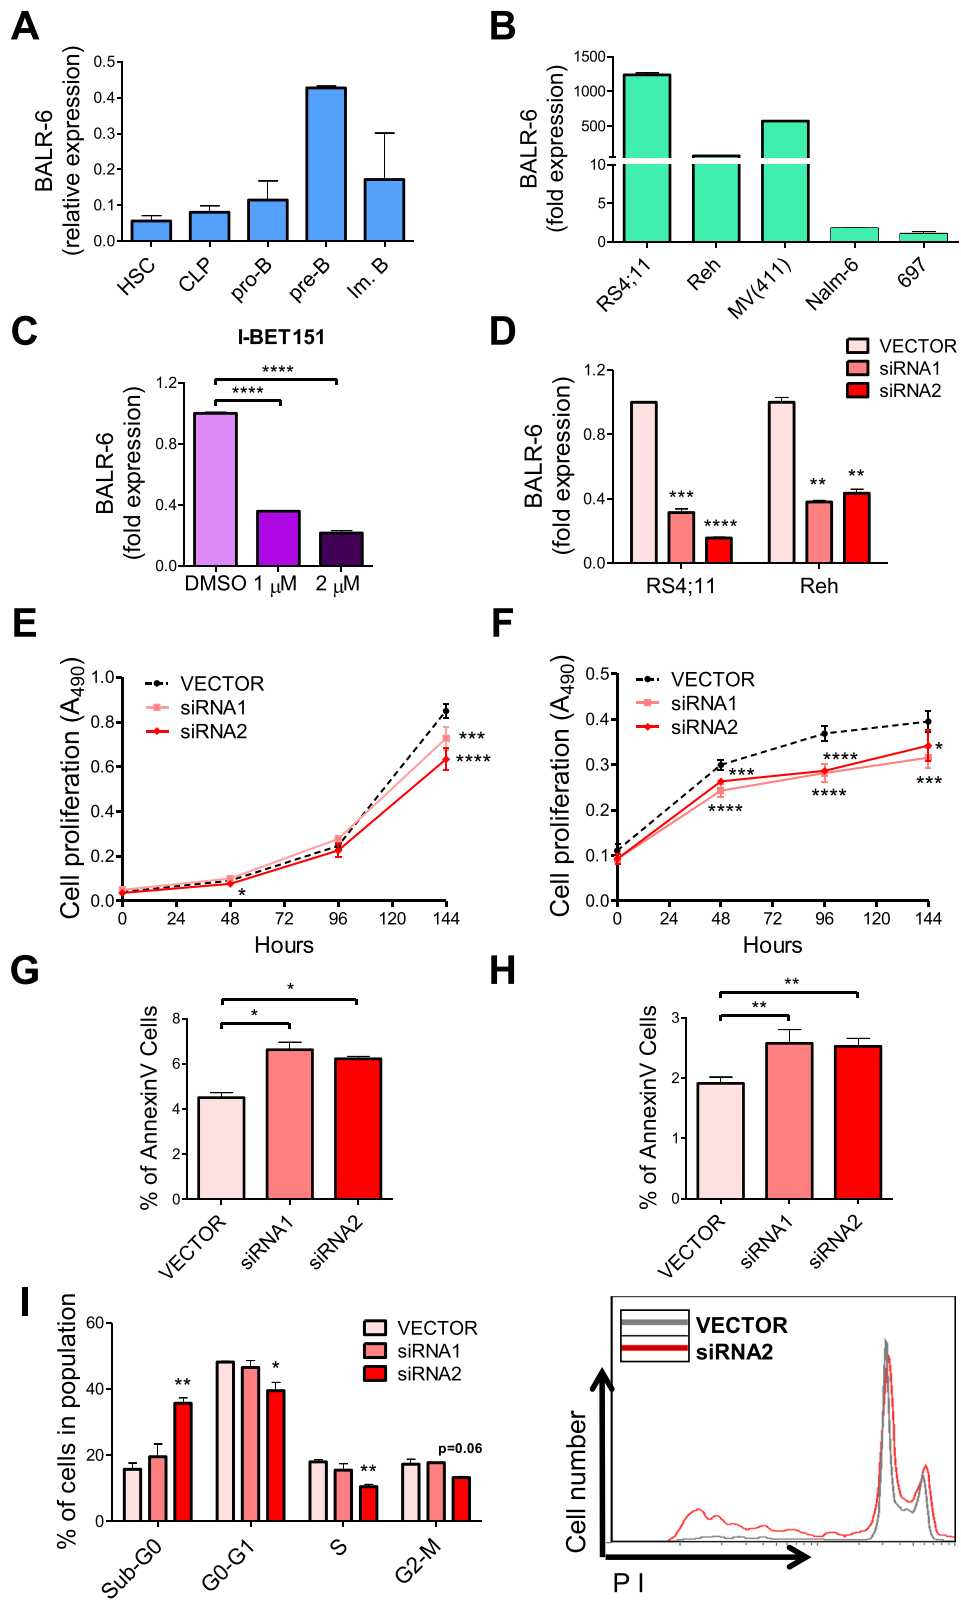 A
BALR-6
(relative expression)
0.5
0.4
0.3
0.2
0.1
0.0
HSC
CLP
pro-B
pre-B
Im. B
B
BALR-6
(fold expression)
1500
1000
500
10
5
0
RS4;11
Reh
MV(411)
Nalm-6
697
C
I-BET151
BALR-6
(fold expression)
1.2
0.8
0.4
0.0
****
****
DMSO 1 µM 2 µM
D
VECTOR
siRNA1
siRNA2
BALR-6
(fold expression)
1.2
0.8
0.4
0.0
***
****
**
**
RS4;11
Reh
E
Cell proliferation (A490)
1.0
0.8
0.6
0.4
0.2
0.0
VECTOR
siRNA1
siRNA2
***
****
*
0 24 48 72 96 120 144
Hours
F
Cell proliferation (A490)
0.5
0.4
0.3
0.2
0.1
0.0
VECTOR
siRNA1
siRNA2
***
****
****
****
*
***
0 24 48 72 96 120 144
Hours
G
% of AnnexinV Cells
8
6
4
2
0
*
*
VECTOR
siRNA1
siRNA2
H
% of AnnexinV Cells
3
2
1
0
**
**
VECTOR
siRNA1
siRNA2
I
% of cells in population
60
40
20
0
VECTOR
siRNA1
siRNA2
**
*
**
p=0.06
Sub-G0
G0-G1
S
G2-M
VECTOR
siRNA2
Cell number
P I